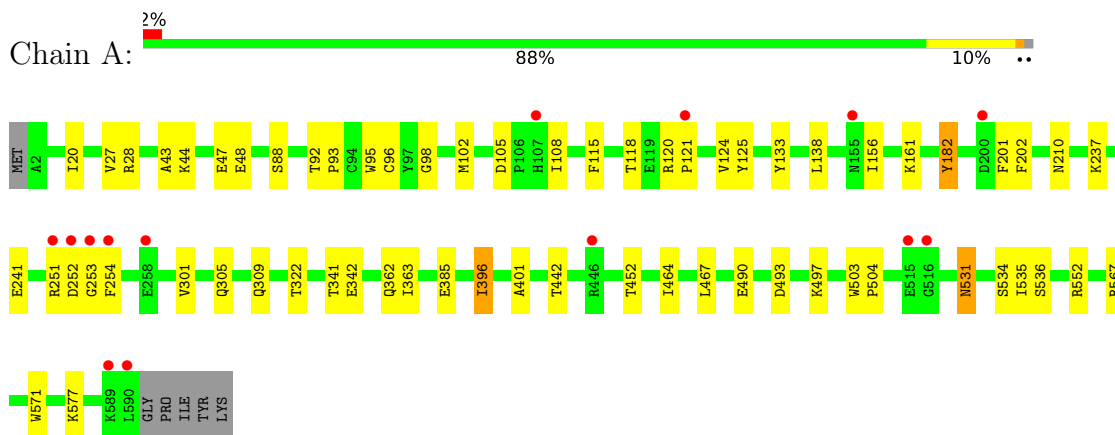 2%
Chain A:
88% 10% ••
MET A2 I20 V27 R28 A43 K44 E47 E48 S88 T92 P93 C94 W95 C96 Y97 G98 M102 D105 P106 H107 I108 F115 T118 E119 R120 P121 V124 Y125 Y133 L138 N155 I156 K161 Y182 D200 F201 F202 N210 K237
E241 R251 D252 G253 F254 E258 V301 Q305 Q309 T322 T341 E342 Q362 I363 E385 I396 A401 T442 R446 T452 I464 L467 E490 D493 K497 W503 P504 E515 G516 N531 S534 I535 S536 R552
W571 K577 K589 L590 GLY PRO ILE TYR LYS